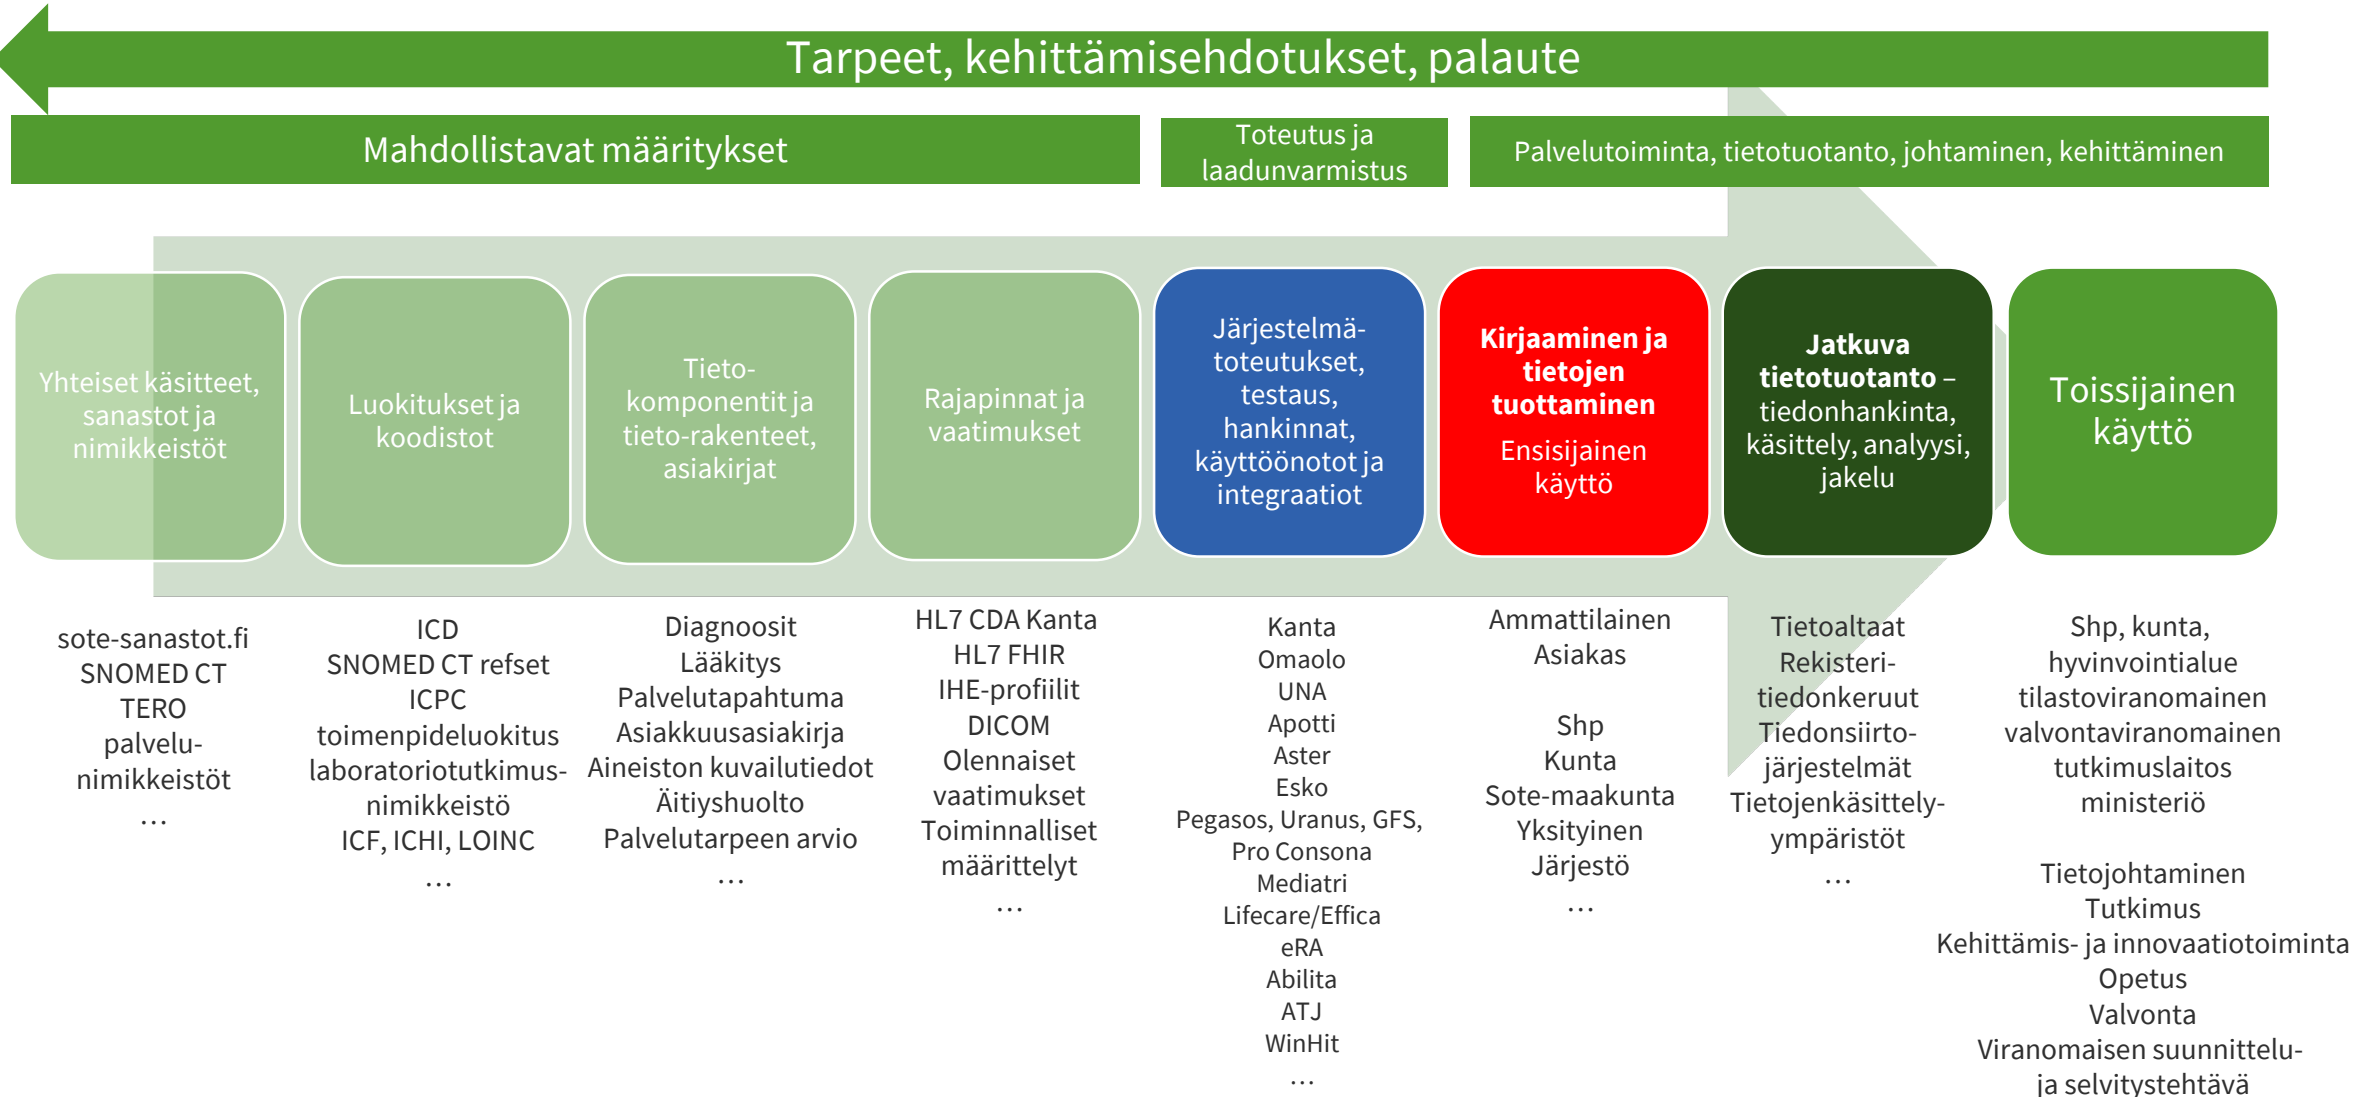 Tarpeet, kehittämisehdotukset, palaute
Mahdollistavat määritykset
Toteutus ja
laadunvarmistus
Palvelutoiminta, tietotuotanto, johtaminen, kehittäminen
Yhteiset käsitteet,
sanastot ja
nimikkeistöt
Luokitukset ja
koodistot
Tieto-
komponentit ja
tieto-rakenteet,
asiakirjat
Rajapinnat ja
vaatimukset
Järjestelmä-
toteutukset,
testaus,
hankinnat,
käyttöönotot ja
integraatiot
Kirjaaminen ja
tietojen
tuottaminen
Ensisijainen
käyttö
Jatkuva
tietotuotanto –
tiedonhankinta,
käsittely, analyysi,
jakelu
Toissijainen
käyttö
sote-sanastot.fi
SNOMED CT
TERO
palvelu-
nimikkeistöt
…
ICD
SNOMED CT refset
ICPC
toimenpideluokitus
laboratoriotutkimus-
nimikkeistö
ICF, ICHI, LOINC
…
Diagnoosit
Lääkitys
Palvelutapahtuma
Asiakkuusasiakirja
Aineiston kuvailutiedot
Äitiyshuolto
Palvelutarpeen arvio
…
HL7 CDA Kanta
HL7 FHIR
IHE-profiilit
DICOM
Olennaiset
vaatimukset
Toiminnalliset
määrittelyt
…
Kanta
Omaolo
UNA
Apotti
Aster
Esko
Pegasos, Uranus, GFS,
Pro Consona
Mediatri
Lifecare/Effica
eRA
Abilita
ATJ
WinHit
…
Ammattilainen
Asiakas
Shp
Kunta
Sote-maakunta
Yksityinen
Järjestö
…
Tietoaltaat
Rekisteri-
tiedonkeruut
Tiedonsiirto-
järjestelmät
Tietojenkäsittely-
ympäristöt
…
Shp, kunta,
hyvinvointialue
tilastoviranomainen
valvontaviranomainen
tutkimuslaitos
ministeriö
Tietojohtaminen
Tutkimus
Kehittämis- ja innovaatiotoiminta
Opetus
Valvonta
Viranomaisen suunnittelu-
ja selvitystehtävä